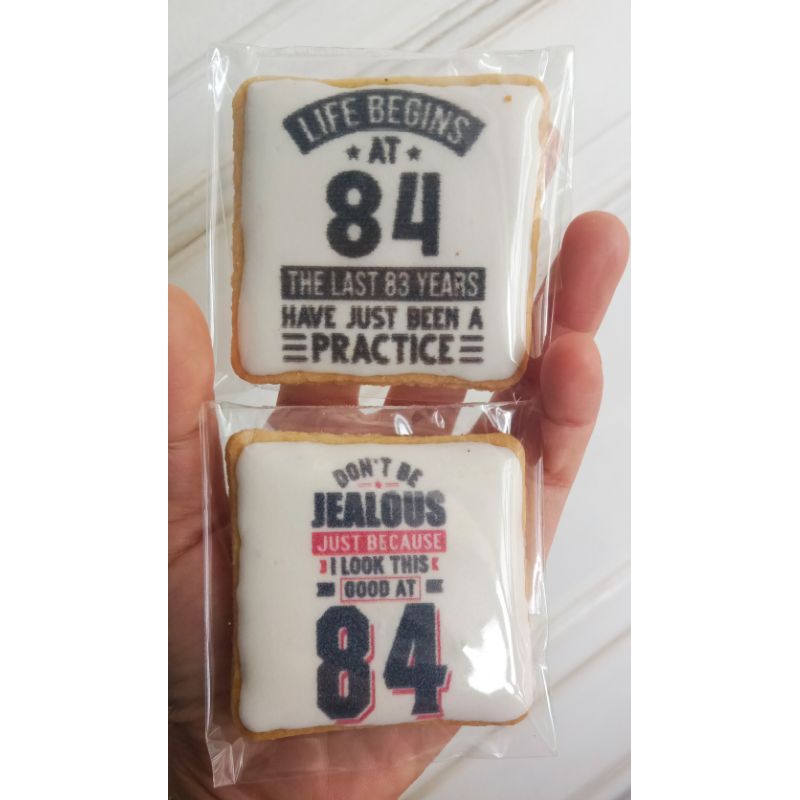 LIFE BEGINS
AT
84
THE LAST 83 YEARS
HAVE JUST BEEN A
PRACTICE
DON'T BE
JEALOUS
JUST BECAUSE
I LOOK THIS
GOOD AT
84